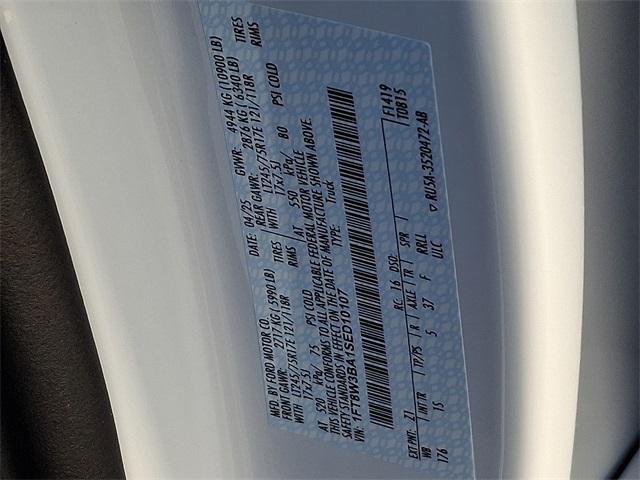 MFD. BY FORD MOTOR CO.
DATE: 04/25 GVWR: 4944 KG (10900 LB)
FRONT GAWR: 2717 KG (5990 LB) REAR GAWR: 2876 KG (6340 LB)
WITH LT245/75R17E 121/118R TIRES WITH LT245/75R17E 121/118R TIRES
17x7.5J RIMS 17x7.5J RIMS
AT 520 kPa/ 75 PSI COLD AT 550 kPa/ 80 PSI COLD
THIS VEHICLE CONFORMS TO ALL APPLICABLE FEDERAL MOTOR VEHICLE
SAFETY STANDARDS IN EFFECT ON THE DATE OF MANUFACTURE SHOWN ABOVE.
VIN: 1FT8W3BA1SED10107 TYPE: Truck
F1419
T0815
EXT PNT: Z1 RC: 16 DSO:
WB INTR TP/PS R AXLE TR SPR
176 15 5 37 F RRLL
ULC
▽ RU5A-3520472-AB